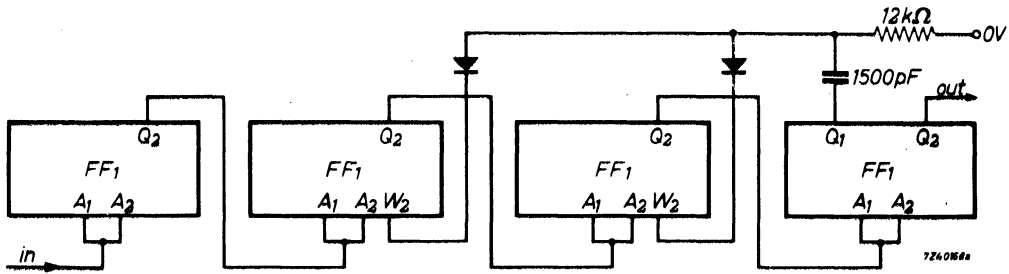 12kΩ
0V
1500pF
out
Q₂
Q₂
Q₂
Q₁ Q₂
FF₁
FF₁
FF₁
FF₁
A₁ A₂
A₁ A₂ W₂
A₁ A₂ W₂
A₁ A₂
in
7Z40168a